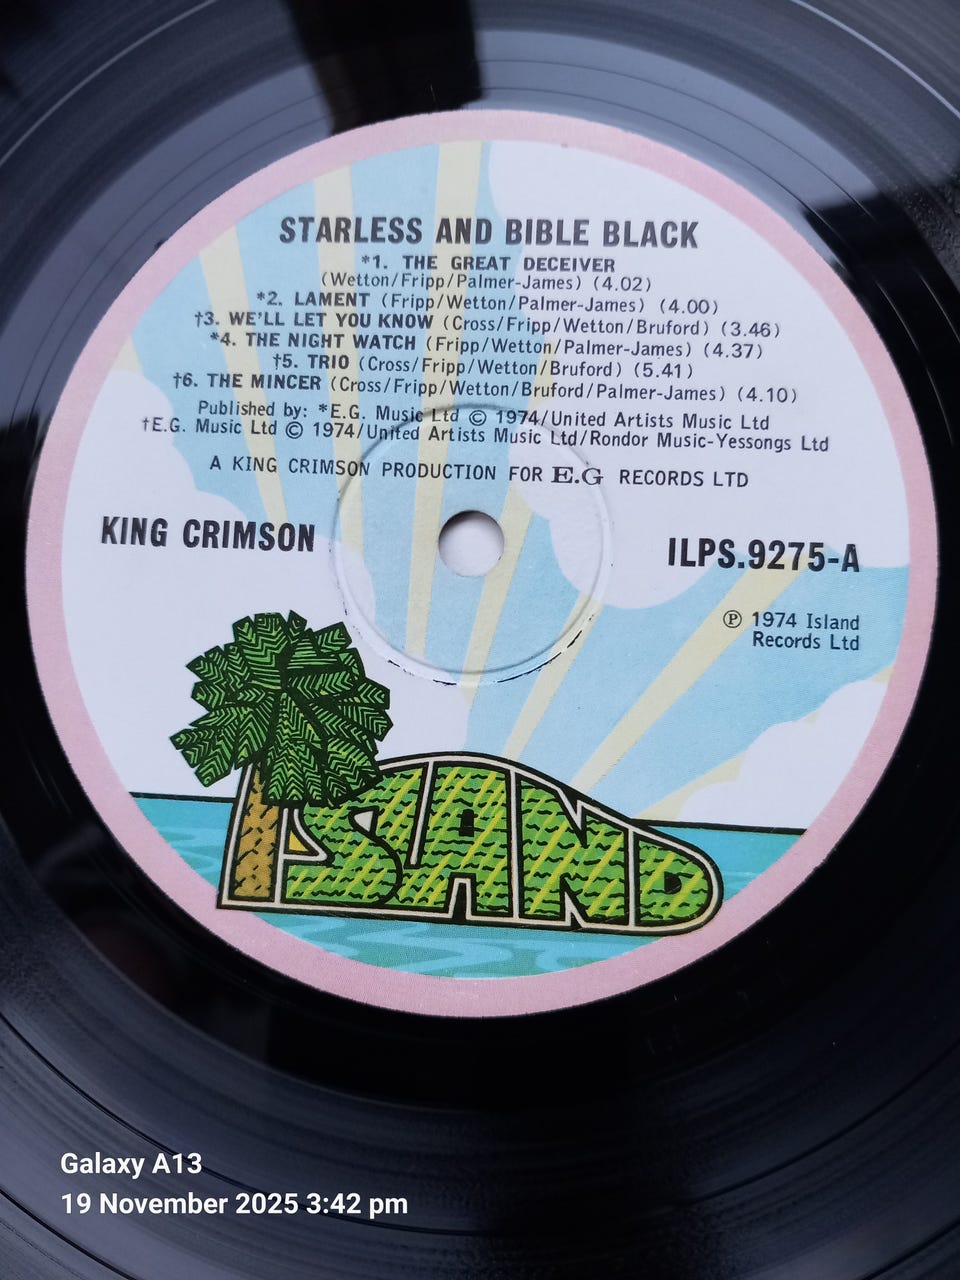 STARLESS AND BIBLE BLACK
*1. THE GREAT DECEIVER
(Wetton/Fripp/Palmer-James) (4.02)
*2. LAMENT (Fripp/Wetton/Palmer-James) (4.00)
†3. WE'LL LET YOU KNOW (Cross/Fripp/Wetton/Bruford) (3.46)
*4. THE NIGHT WATCH (Fripp/Wetton/Palmer-James) (4.37)
†5. TRIO (Cross/Fripp/Wetton/Bruford) (5.41)
†6. THE MINCER (Cross/Fripp/Wetton/Bruford/Palmer-James) (4.10)
Published by: *E.G. Music Ltd © 1974/United Artists Music Ltd
†E.G. Music Ltd © 1974/United Artists Music Ltd/Rondor Music-Yessongs Ltd
A KING CRIMSON PRODUCTION FOR E.G RECORDS LTD
KING CRIMSON
ILPS.9275-A
℗ 1974 Island
Records Ltd
ISLAND
Galaxy A13
19 November 2025 3:42 pm